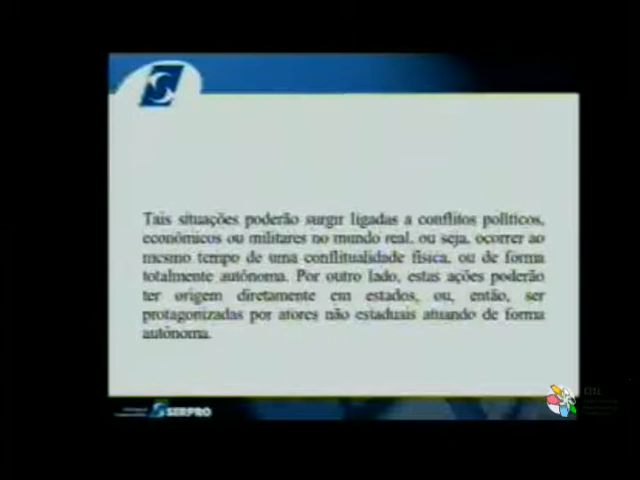 Tais situações poderão surgir ligadas a conflitos políticos,
econômicos ou militares no mundo real, ou seja, ocorrer ao
mesmo tempo de uma conflitualidade física, ou de forma
totalmente autônoma. Por outro lado, estas ações poderão
ter origem diretamente em estados, ou, então, ser
protagonizadas por atores não estaduais atuando de forma
autônoma.
SERPRO